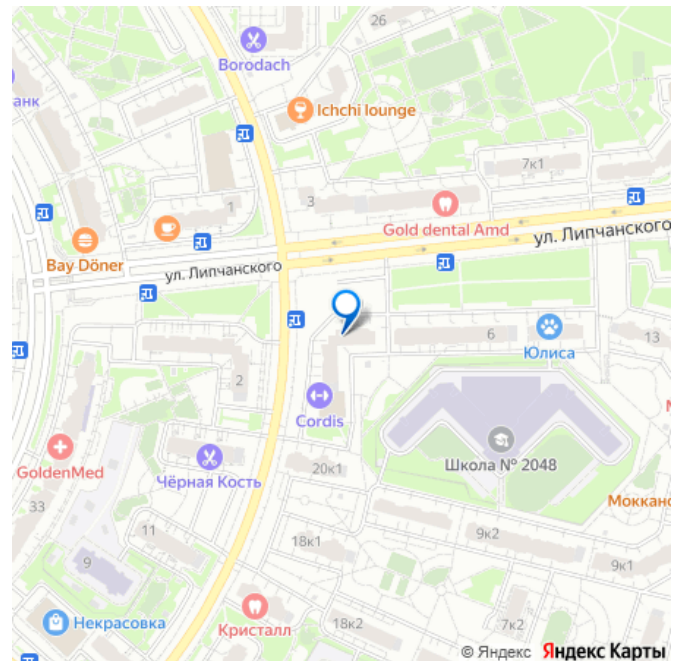 26
Borodach
анк
Ichchi lounge
7к1
3
1
Gold dental Amd
ул. Липчанского
Bay Döner
ул. Липчанского
6
13
Юлиса
2
Cordis
GoldenMed
Чёрная Кость
20к1
Школа № 2048
33
Моккано
11
18к1
9к2
9
9к1
Некрасовка
Кристалл
18к2
7к2
© Яндекс Яндекс Карты